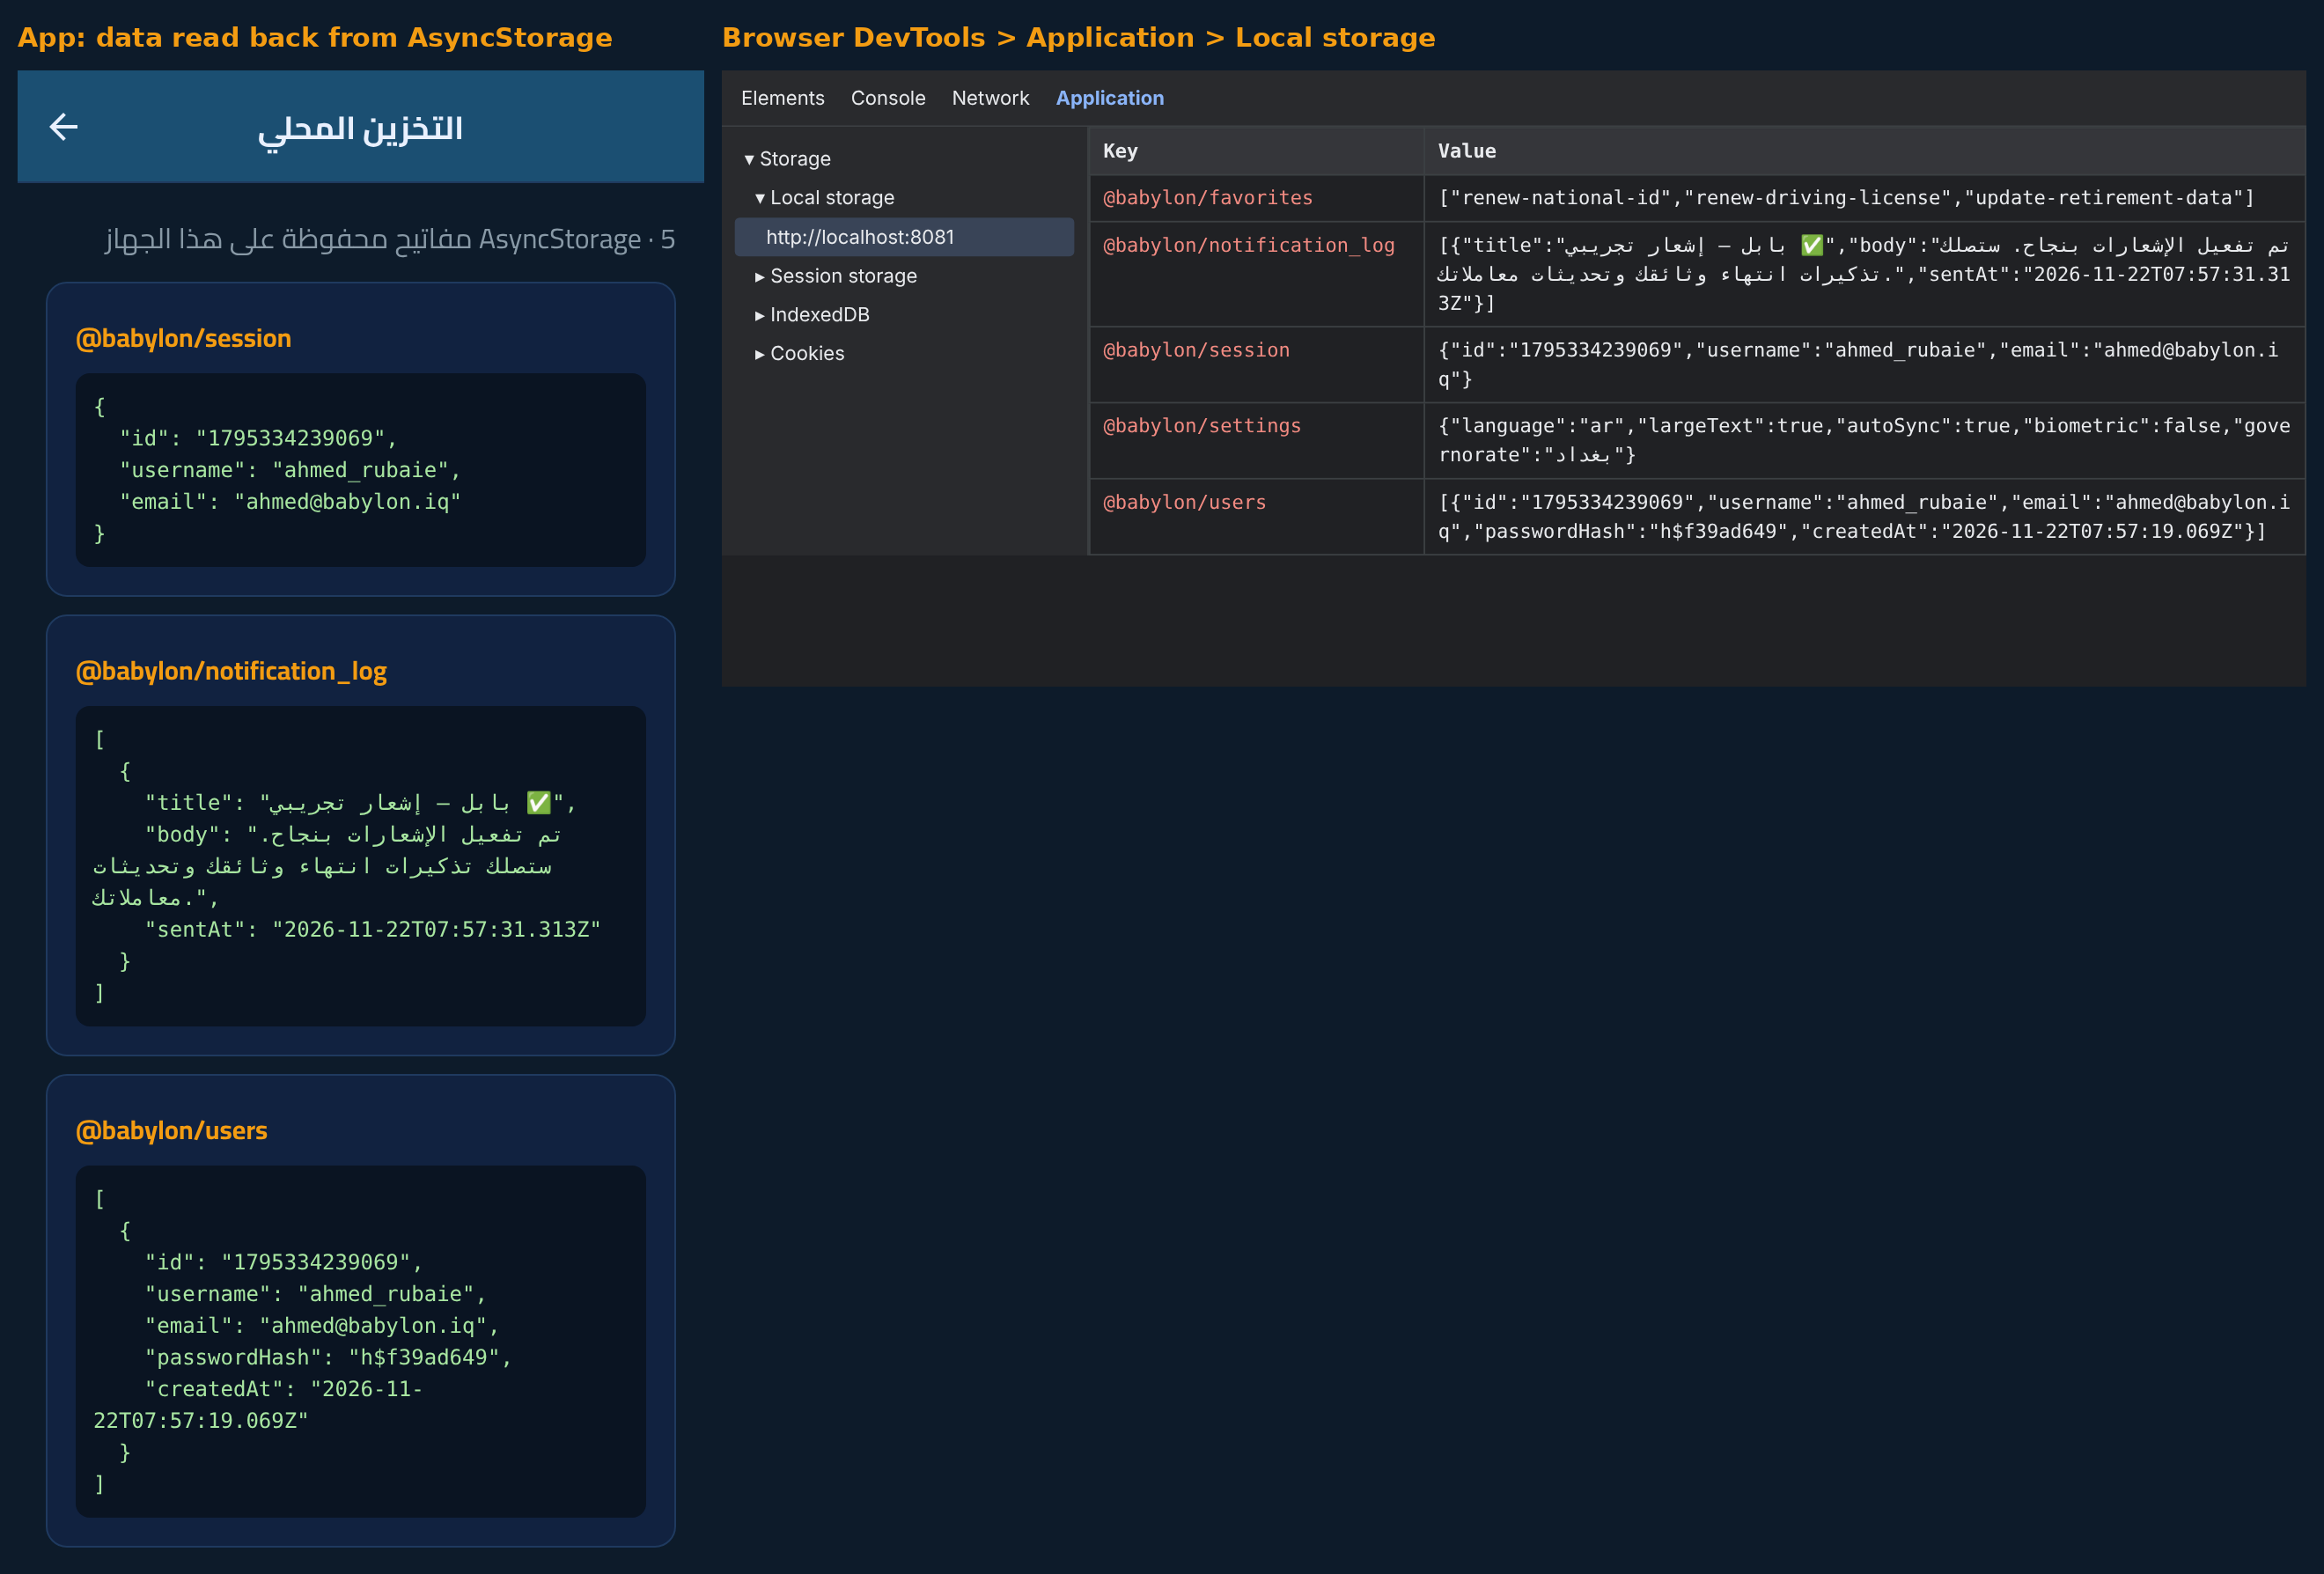 App: data read back from AsyncStorage
التخزين المحلي
AsyncStorage · 5 مفاتيح محفوظة على هذا الجهاز
@babylon/session
{
"id": "1795334239069",
"username": "ahmed_rubaie",
"email": "ahmed@babylon.iq"
}
@babylon/notification_log
[
{
"title": "بابل — إشعار تجريبي ✅",
"body": "تم تفعيل الإشعارات بنجاح.
ستصلك تذكيرات انتهاء وثائقك وتحديثات
معاملاتك.",
"sentAt": "2026-11-22T07:57:31.313Z"
}
]
@babylon/users
[
{
"id": "1795334239069",
"username": "ahmed_rubaie",
"email": "ahmed@babylon.iq",
"passwordHash": "h$f39ad649",
"createdAt": "2026-11-
22T07:57:19.069Z"
}
]
Browser DevTools > Application > Local storage
Elements Console Network Application
▾ Storage
▾ Local storage
http://localhost:8081
▸ Session storage
▸ IndexedDB
▸ Cookies
Key Value
@babylon/favorites ["renew-national-id","renew-driving-license","update-retirement-data"]
@babylon/notification_log [{"title":"بابل — إشعار تجريبي ✅","body":"تم تفعيل الإشعارات بنجاح. ستصلك
تذكيرات انتهاء وثائقك وتحديثات معاملاتك.","sentAt":"2026-11-22T07:57:31.31
3Z"}]
@babylon/session {"id":"1795334239069","username":"ahmed_rubaie","email":"ahmed@babylon.i
q"}
@babylon/settings {"language":"ar","largeText":true,"autoSync":true,"biometric":false,"gove
rnorate":"بغداد"}
@babylon/users [{"id":"1795334239069","username":"ahmed_rubaie","email":"ahmed@babylon.i
q","passwordHash":"h$f39ad649","createdAt":"2026-11-22T07:57:19.069Z"}]